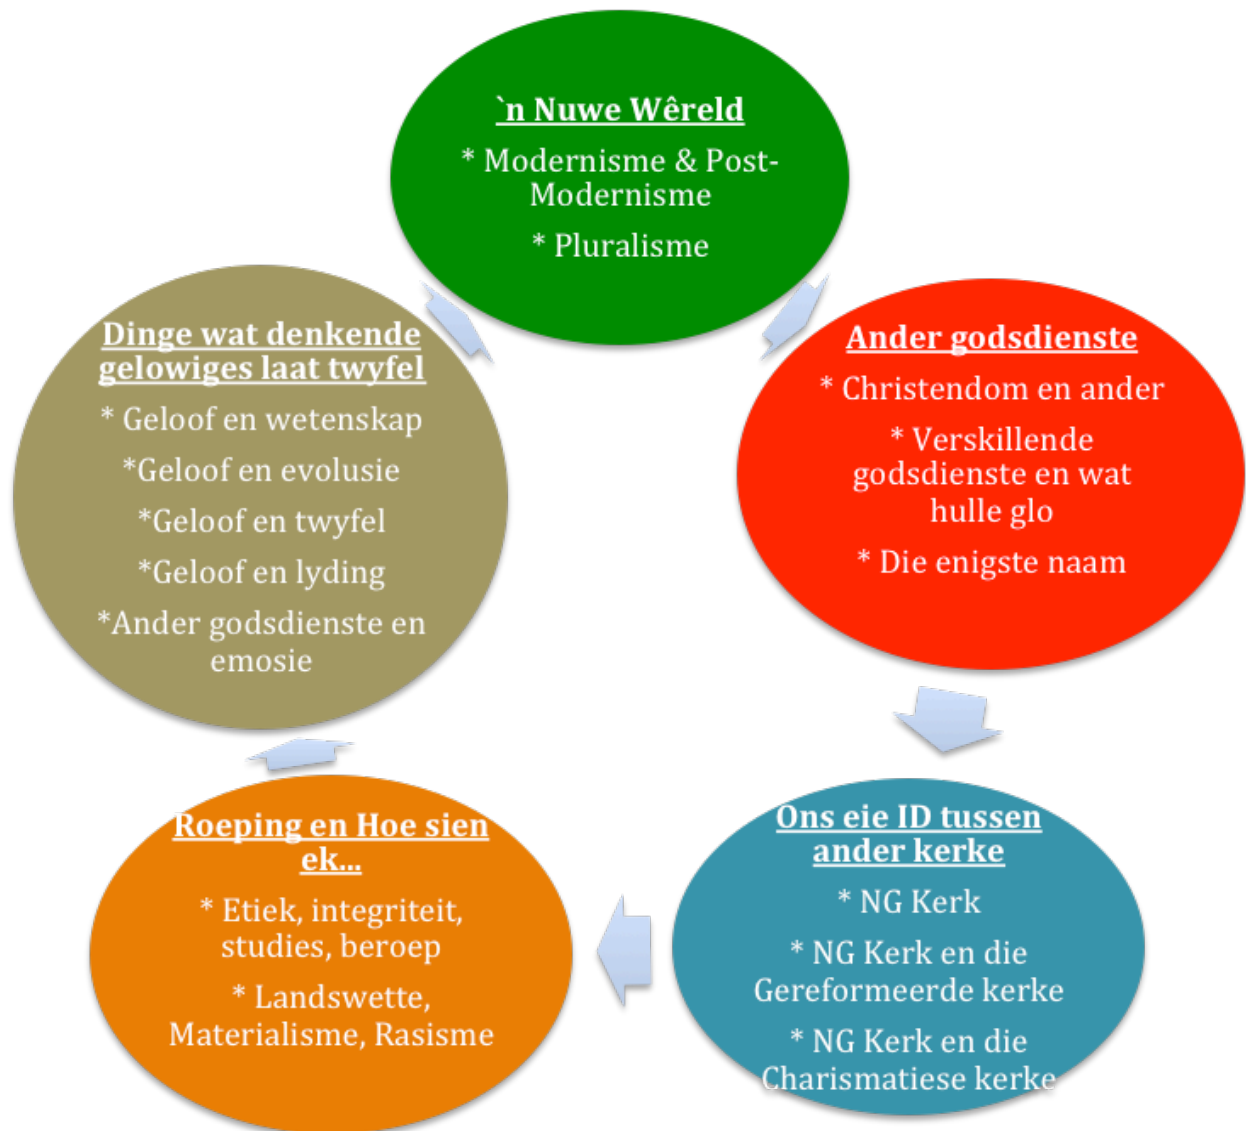 `n Nuwe Wêreld
* Modernisme & Post-
Modernisme
* Pluralisme
Ander godsdienste
* Christendom en ander
* Verskillende
godsdienste en wat
hulle glo
* Die enigste naam
Ons eie ID tussen
ander kerke
* NG Kerk
* NG Kerk en die
Gereformeerde kerke
* NG Kerk en die
Charismatiese kerke
Roeping en Hoe sien
ek...
* Etiek, integriteit,
studies, beroep
* Landswette,
Materialisme, Rasisme
Dinge wat denkende
gelowiges laat twyfel
* Geloof en wetenskap
*Geloof en evolusie
*Geloof en twyfel
*Geloof en lyding
*Ander godsdienste en
emosie